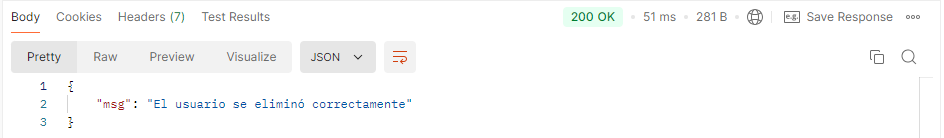 Body Cookies Headers (7) Test Results 200 OK 51 ms 281 B e.g. Save Response
Pretty Raw Preview Visualize JSON
1 {
2 "msg": "El usuario se eliminó correctamente"
3 }